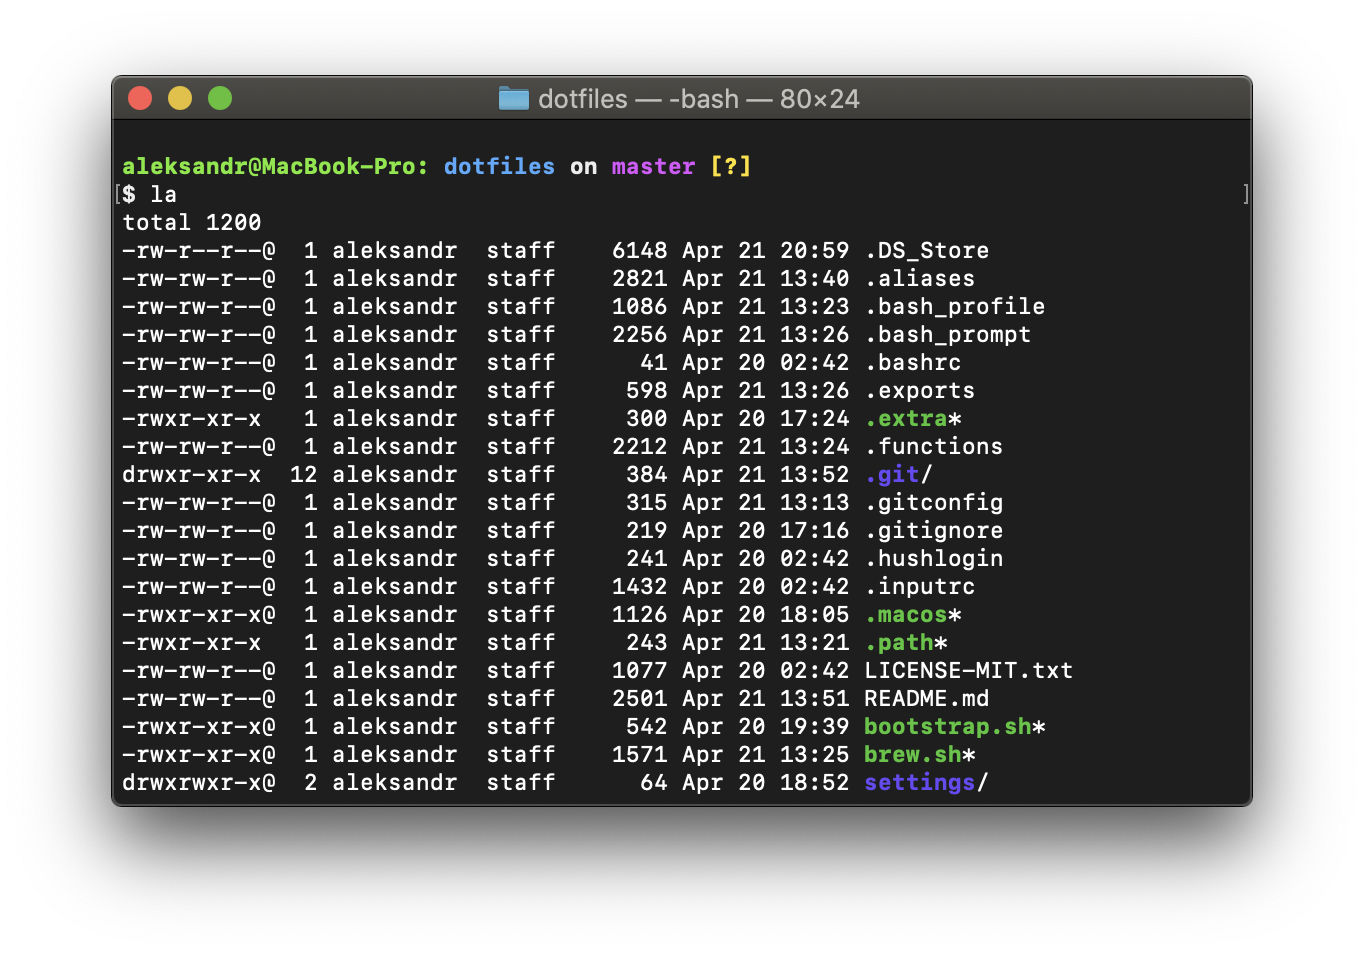 dotfiles — -bash — 80×24
aleksandr@MacBook-Pro: dotfiles on master [?]
[$ la ]
total 1200
-rw-r--r--@  1 aleksandr  staff    6148 Apr 21 20:59 .DS_Store
-rw-rw-r--@  1 aleksandr  staff    2821 Apr 21 13:40 .aliases
-rw-rw-r--@  1 aleksandr  staff    1086 Apr 21 13:23 .bash_profile
-rw-rw-r--@  1 aleksandr  staff    2256 Apr 21 13:26 .bash_prompt
-rw-rw-r--@  1 aleksandr  staff      41 Apr 20 02:42 .bashrc
-rw-rw-r--@  1 aleksandr  staff     598 Apr 21 13:26 .exports
-rwxr-xr-x   1 aleksandr  staff     300 Apr 20 17:24 .extra*
-rw-rw-r--@  1 aleksandr  staff    2212 Apr 21 13:24 .functions
drwxr-xr-x  12 aleksandr  staff     384 Apr 21 13:52 .git/
-rw-rw-r--@  1 aleksandr  staff     315 Apr 21 13:13 .gitconfig
-rw-rw-r--@  1 aleksandr  staff     219 Apr 20 17:16 .gitignore
-rw-rw-r--@  1 aleksandr  staff     241 Apr 20 02:42 .hushlogin
-rw-rw-r--@  1 aleksandr  staff    1432 Apr 20 02:42 .inputrc
-rwxr-xr-x@  1 aleksandr  staff    1126 Apr 20 18:05 .macos*
-rwxr-xr-x   1 aleksandr  staff     243 Apr 21 13:21 .path*
-rw-rw-r--@  1 aleksandr  staff    1077 Apr 20 02:42 LICENSE-MIT.txt
-rw-rw-r--@  1 aleksandr  staff    2501 Apr 21 13:51 README.md
-rwxr-xr-x@  1 aleksandr  staff     542 Apr 20 19:39 bootstrap.sh*
-rwxr-xr-x@  1 aleksandr  staff    1571 Apr 21 13:25 brew.sh*
drwxrwxr-x@  2 aleksandr  staff      64 Apr 20 18:52 settings/